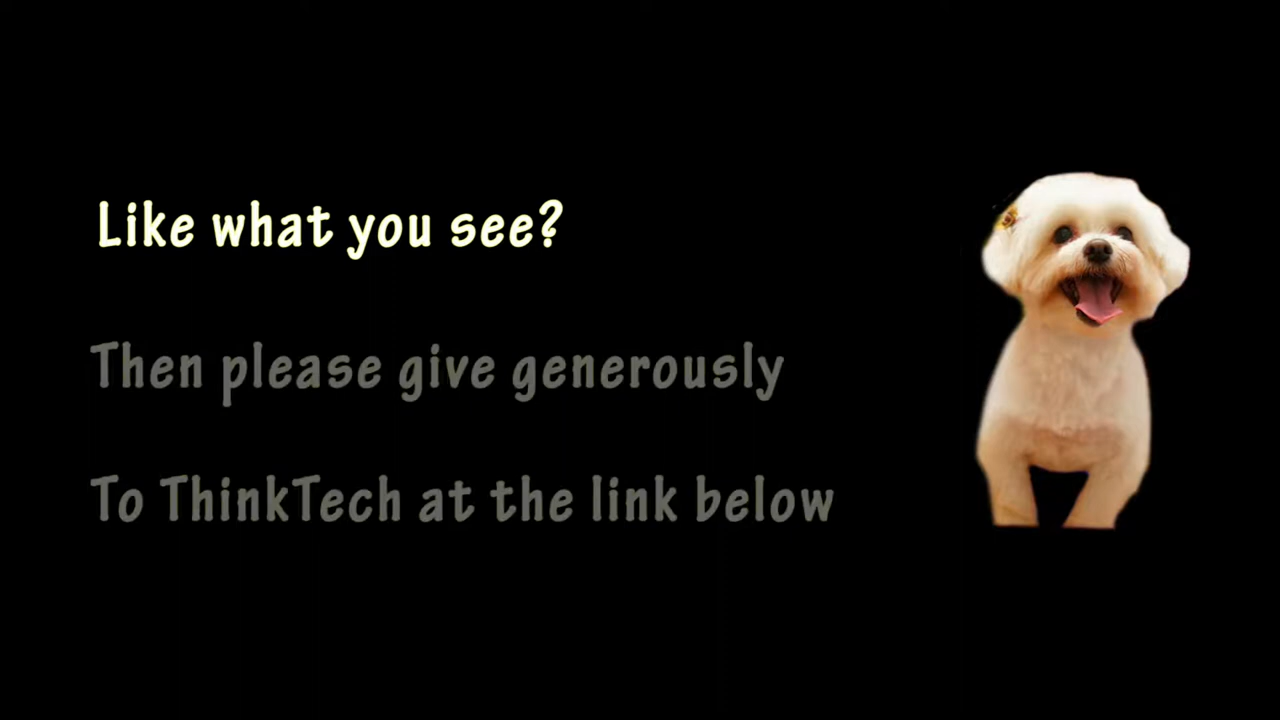 Like what you see?
Then please give generously
To ThinkTech at the link below